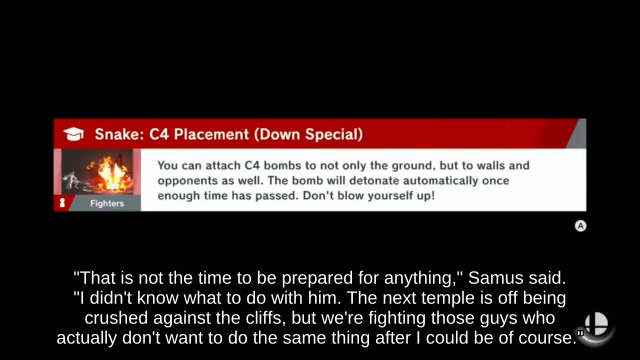 Snake: C4 Placement (Down Special)
You can attach C4 bombs to not only the ground, but to walls and
opponents as well. The bomb will detonate automatically once
enough time has passed. Don't blow yourself up!
Fighters
A
"That is not the time to be prepared for anything," Samus said.
"I didn't know what to do with him. The next temple is off being
crushed against the cliffs, but we're fighting those guys who
actually don't want to do the same thing after I could be of course."